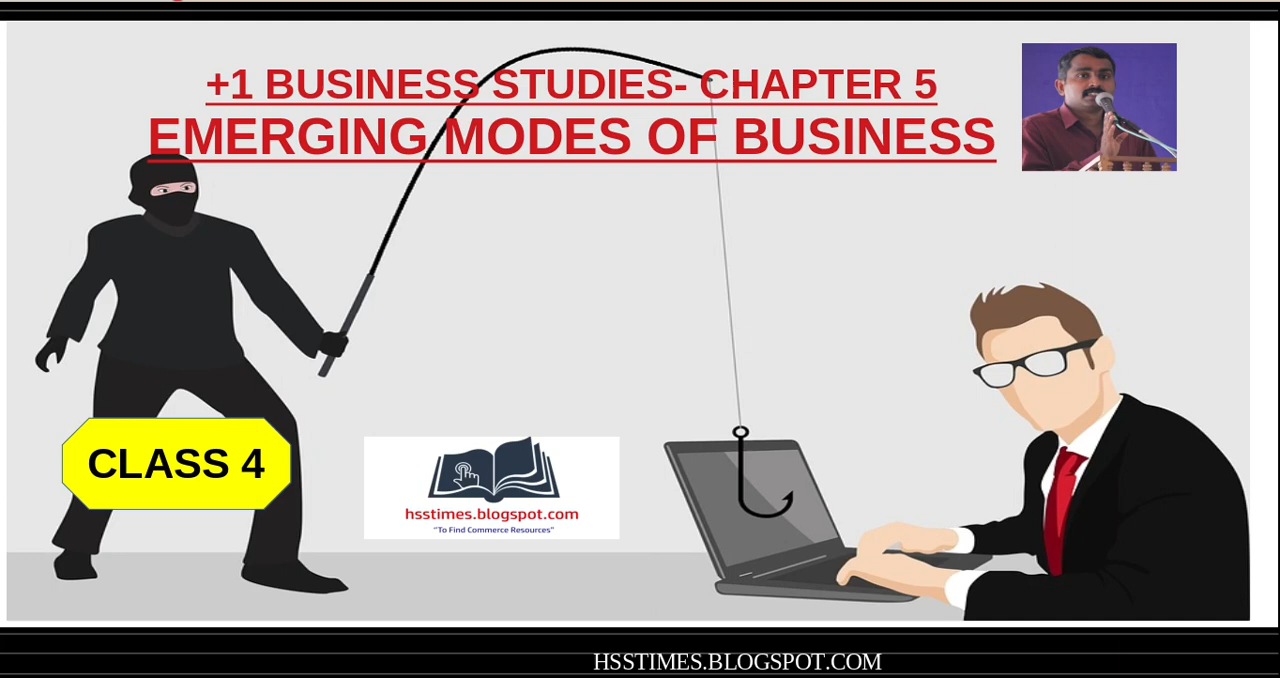 +1 BUSINESS STUDIES- CHAPTER 5
EMERGING MODES OF BUSINESS
CLASS 4
hsstimes.blogspot.com
"To Find Commerce Resources"
HSSTIMES.BLOGSPOT.COM